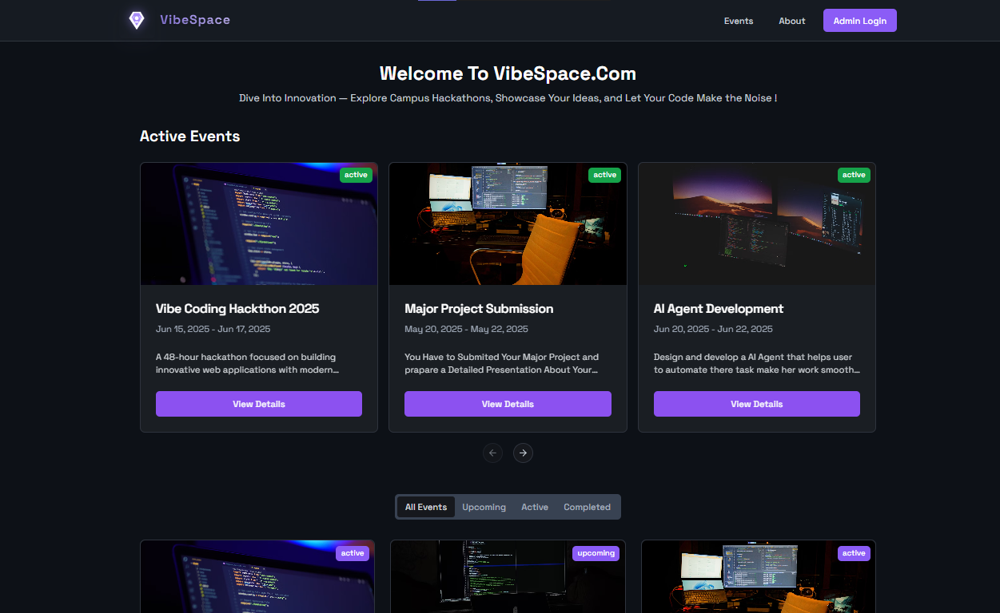 VibeSpace
Events
About
Admin Login
Welcome To VibeSpace.Com
Dive Into Innovation — Explore Campus Hackathons, Showcase Your Ideas, and Let Your Code Make the Noise !
Active Events
active
active
active
Vibe Coding Hackthon 2025
Jun 15, 2025 - Jun 17, 2025
A 48-hour hackathon focused on building
innovative web applications with modern...
View Details
Major Project Submission
May 20, 2025 - May 22, 2025
You Have to Submited Your Major Project and
prapare a Detailed Presentation About Your...
View Details
AI Agent Development
Jun 20, 2025 - Jun 22, 2025
Design and develop a AI Agent that helps user
to automate there task make her work smooth...
View Details
All Events
Upcoming
Active
Completed
active
upcoming
active